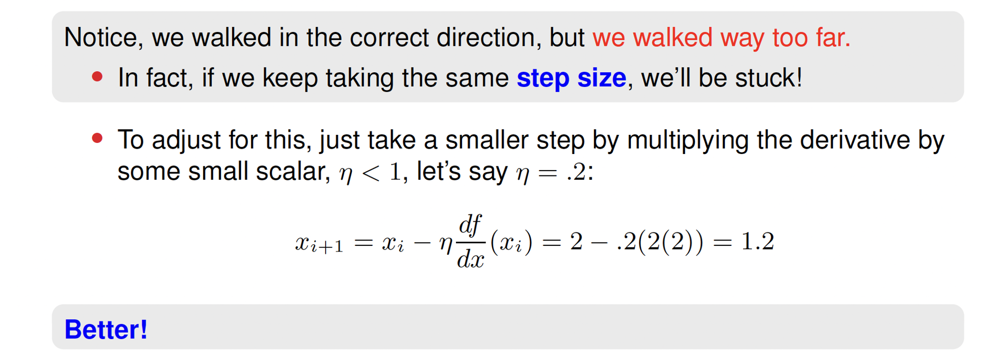 Notice, we walked in the correct direction, but we walked way too far.
• In fact, if we keep taking the same step size, we'll be stuck!
• To adjust for this, just take a smaller step by multiplying the derivative by
some small scalar, η < 1, let's say η = .2:
x_{i+1} = x_i − η \frac{df}{dx}(x_i) = 2 − .2(2(2)) = 1.2
Better!